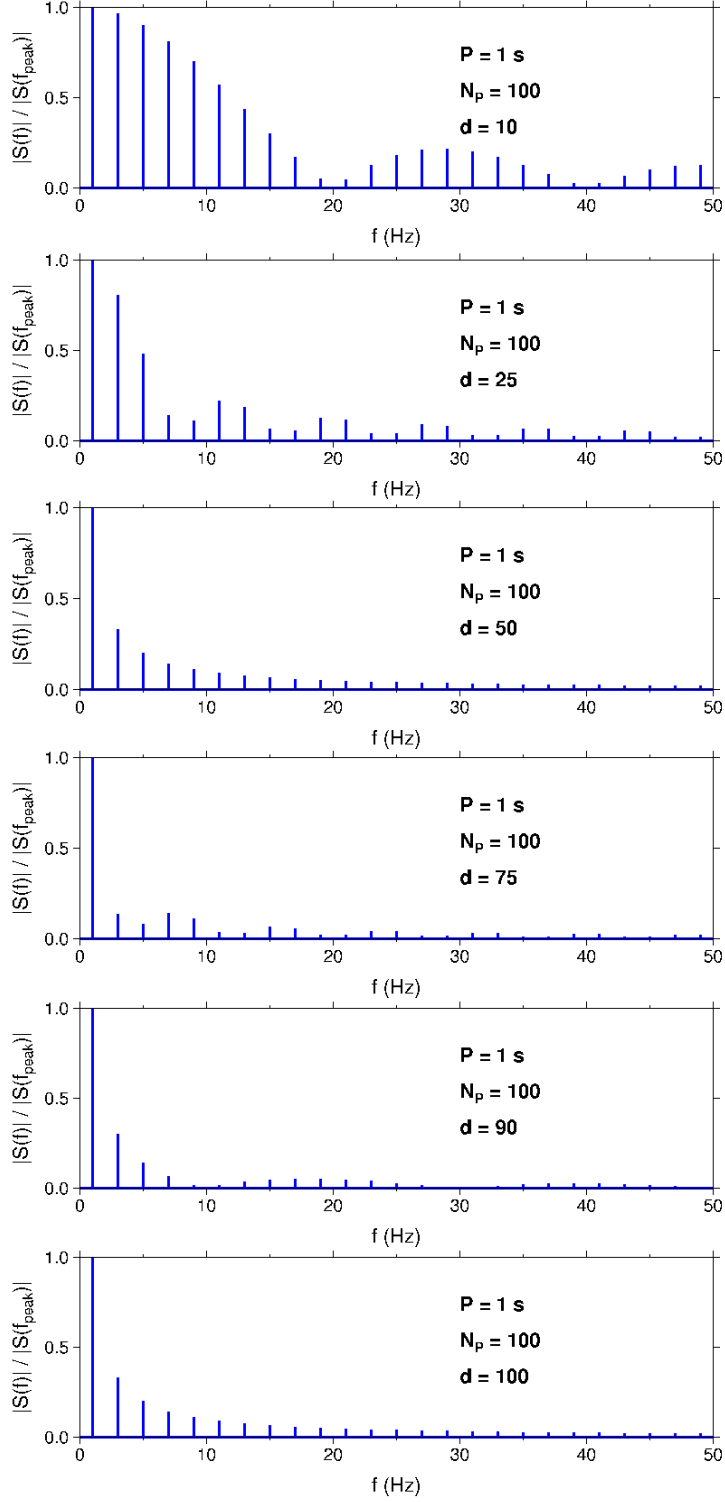 1.0
0.5
0.0
|S(f)| / |S(f_peak)|
P = 1 s
N_P = 100
d = 10
0 10 20 30 40 50
f (Hz)
1.0
0.5
0.0
|S(f)| / |S(f_peak)|
P = 1 s
N_P = 100
d = 25
0 10 20 30 40 50
f (Hz)
1.0
0.5
0.0
|S(f)| / |S(f_peak)|
P = 1 s
N_P = 100
d = 50
0 10 20 30 40 50
f (Hz)
1.0
0.5
0.0
|S(f)| / |S(f_peak)|
P = 1 s
N_P = 100
d = 75
0 10 20 30 40 50
f (Hz)
1.0
0.5
0.0
|S(f)| / |S(f_peak)|
P = 1 s
N_P = 100
d = 90
0 10 20 30 40 50
f (Hz)
1.0
0.5
0.0
|S(f)| / |S(f_peak)|
P = 1 s
N_P = 100
d = 100
0 10 20 30 40 50
f (Hz)